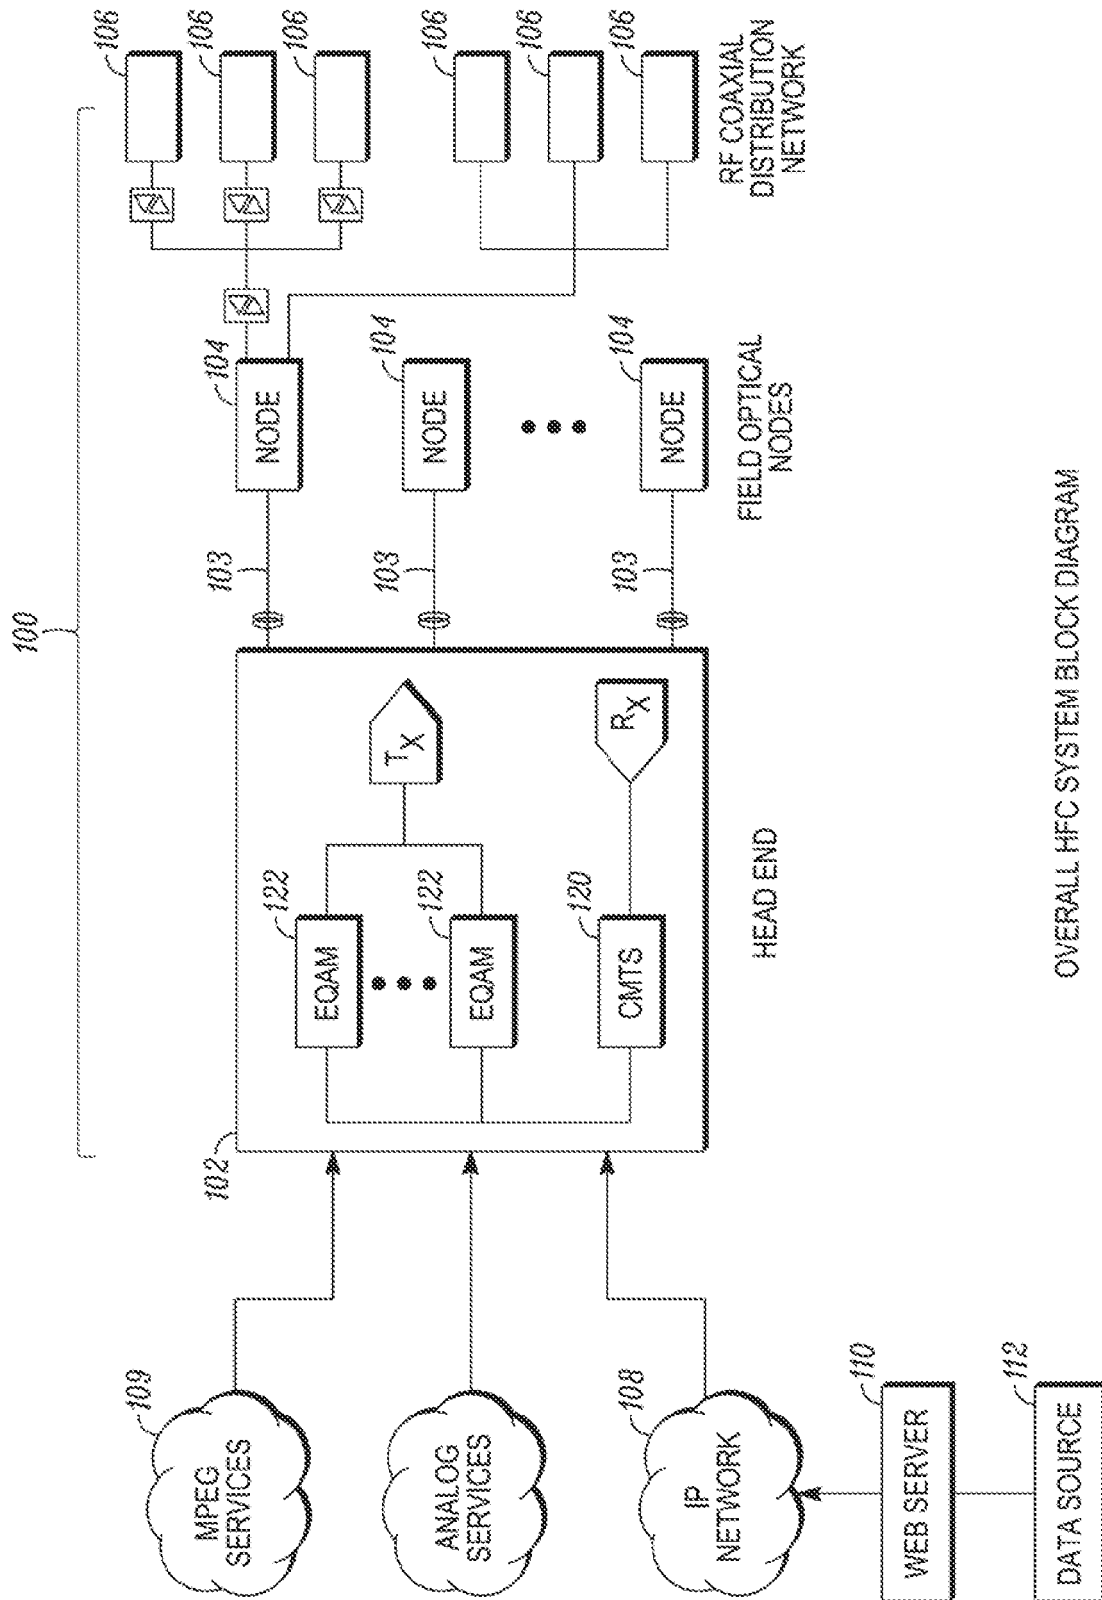 100
109
MPEG
SERVICES
ANALOG
SERVICES
108
IP
NETWORK
110
WEB SERVER
112
DATA SOURCE
102
122
EQAM
122
EQAM
120
CMTS
TX
RX
HEAD END
103
103
103
104
NODE
104
NODE
104
NODE
FIELD OPTICAL
NODES
106
106
106
106
106
106
RF COAXIAL
DISTRIBUTION
NETWORK
OVERALL HFC SYSTEM BLOCK DIAGRAM